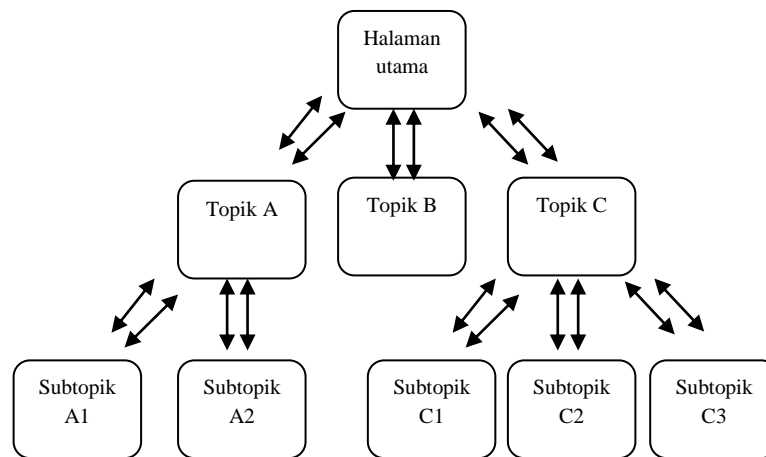 Halaman
utama
Topik A
Topik B
Topik C
Subtopik
A1
Subtopik
A2
Subtopik
C1
Subtopik
C2
Subtopik
C3